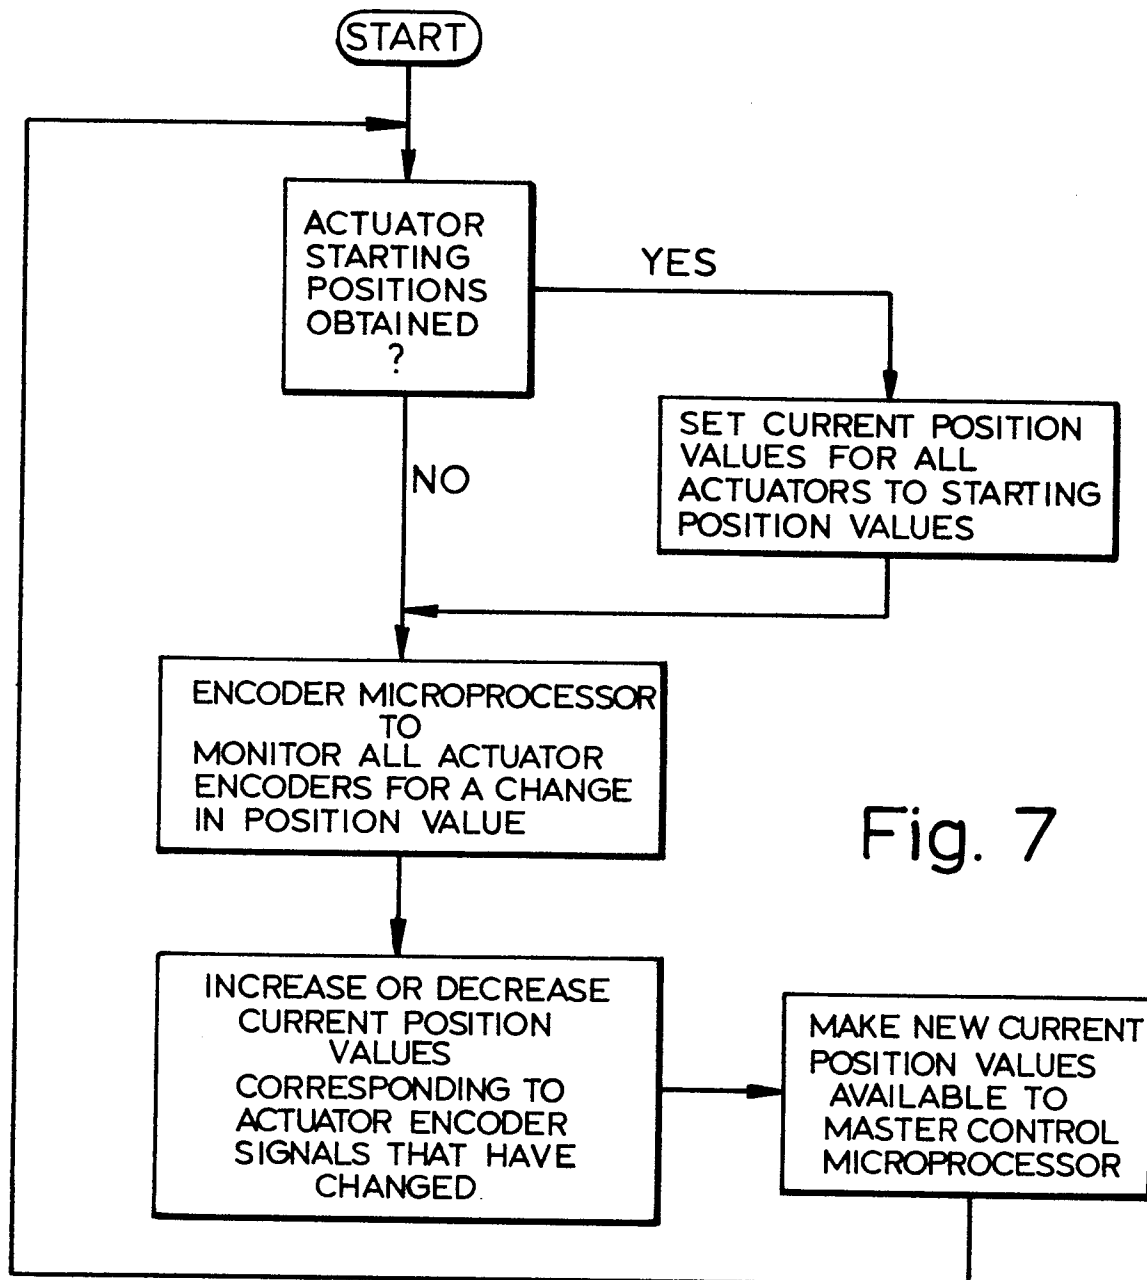 START
ACTUATOR
STARTING
POSITIONS
OBTAINED
?
YES
SET CURRENT POSITION
VALUES FOR ALL
ACTUATORS TO STARTING
POSITION VALUES
NO
ENCODER MICROPROCESSOR
TO
MONITOR ALL ACTUATOR
ENCODERS FOR A CHANGE
IN POSITION VALUE
Fig. 7
INCREASE OR DECREASE
CURRENT POSITION
VALUES
CORRESPONDING TO
ACTUATOR ENCODER
SIGNALS THAT HAVE
CHANGED
MAKE NEW CURRENT
POSITION VALUES
AVAILABLE TO
MASTER CONTROL
MICROPROCESSOR